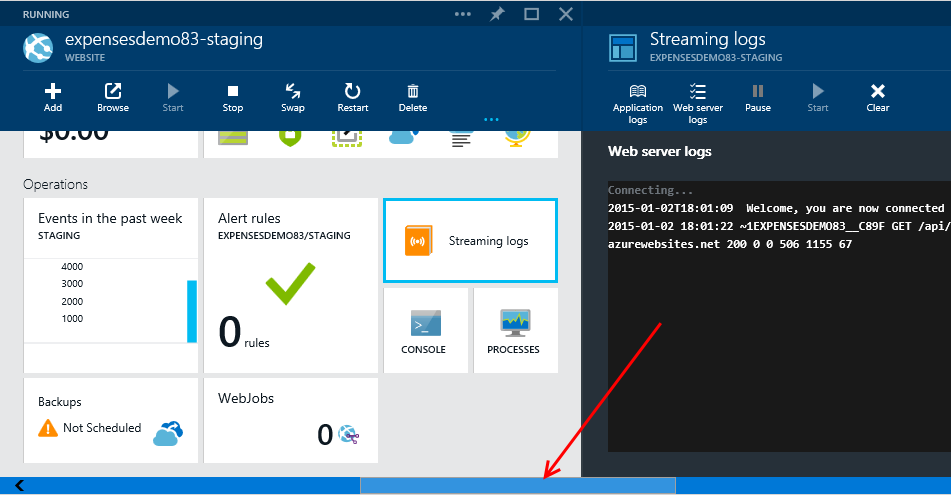 RUNNING
expensesdemo83-staging
WEBSITE
Add
Browse
Start
Stop
Swap
Restart
Delete
$0.00
Operations
Events in the past week
STAGING
4000
3000
2000
1000
Alert rules
EXPENSESDEMO83/STAGING
0 rules
Streaming logs
CONSOLE
PROCESSES
Backups
Not Scheduled
WebJobs
0
Streaming logs
EXPENSESDEMO83-STAGING
Application
logs
Web server
logs
Pause
Start
Clear
Web server logs
Connecting...
2015-01-02T18:01:09 Welcome, you are now connected
2015-01-02 18:01:22 ~1EXPENSESDEMO83__C89F GET /api/
azurewebsites.net 200 0 0 506 1155 67